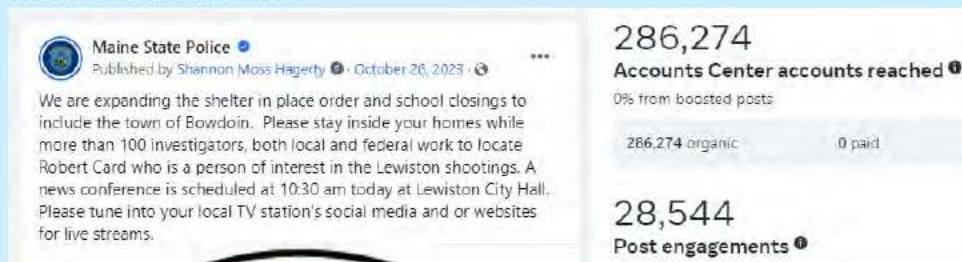 Maine State Police
Published by Shannon Moss Hagerty · October 26, 2023 ·
We are expanding the shelter in place order and school closings to
include the town of Bowdoin. Please stay inside your homes while
more than 100 investigators, both local and federal work to locate
Robert Card who is a person of interest in the Lewiston shootings. A
news conference is scheduled at 10:30 am today at Lewiston City Hall.
Please tune into your local TV station's social media and or websites
for live streams.
286,274
Accounts Center accounts reached
0% from boosted posts
286,274 organic
0 paid
28,544
Post engagements